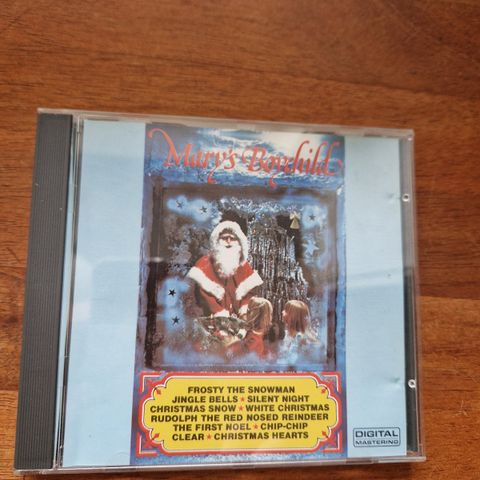 Mary's Boychild
FROSTY THE SNOWMAN
JINGLE BELLS ★ SILENT NIGHT
CHRISTMAS SNOW ★ WHITE CHRISTMAS
RUDOLPH THE RED NOSED REINDEER
THE FIRST NOEL ★ CHIP-CHIP
CLEAR ★ CHRISTMAS HEARTS
DIGITAL
MASTERING